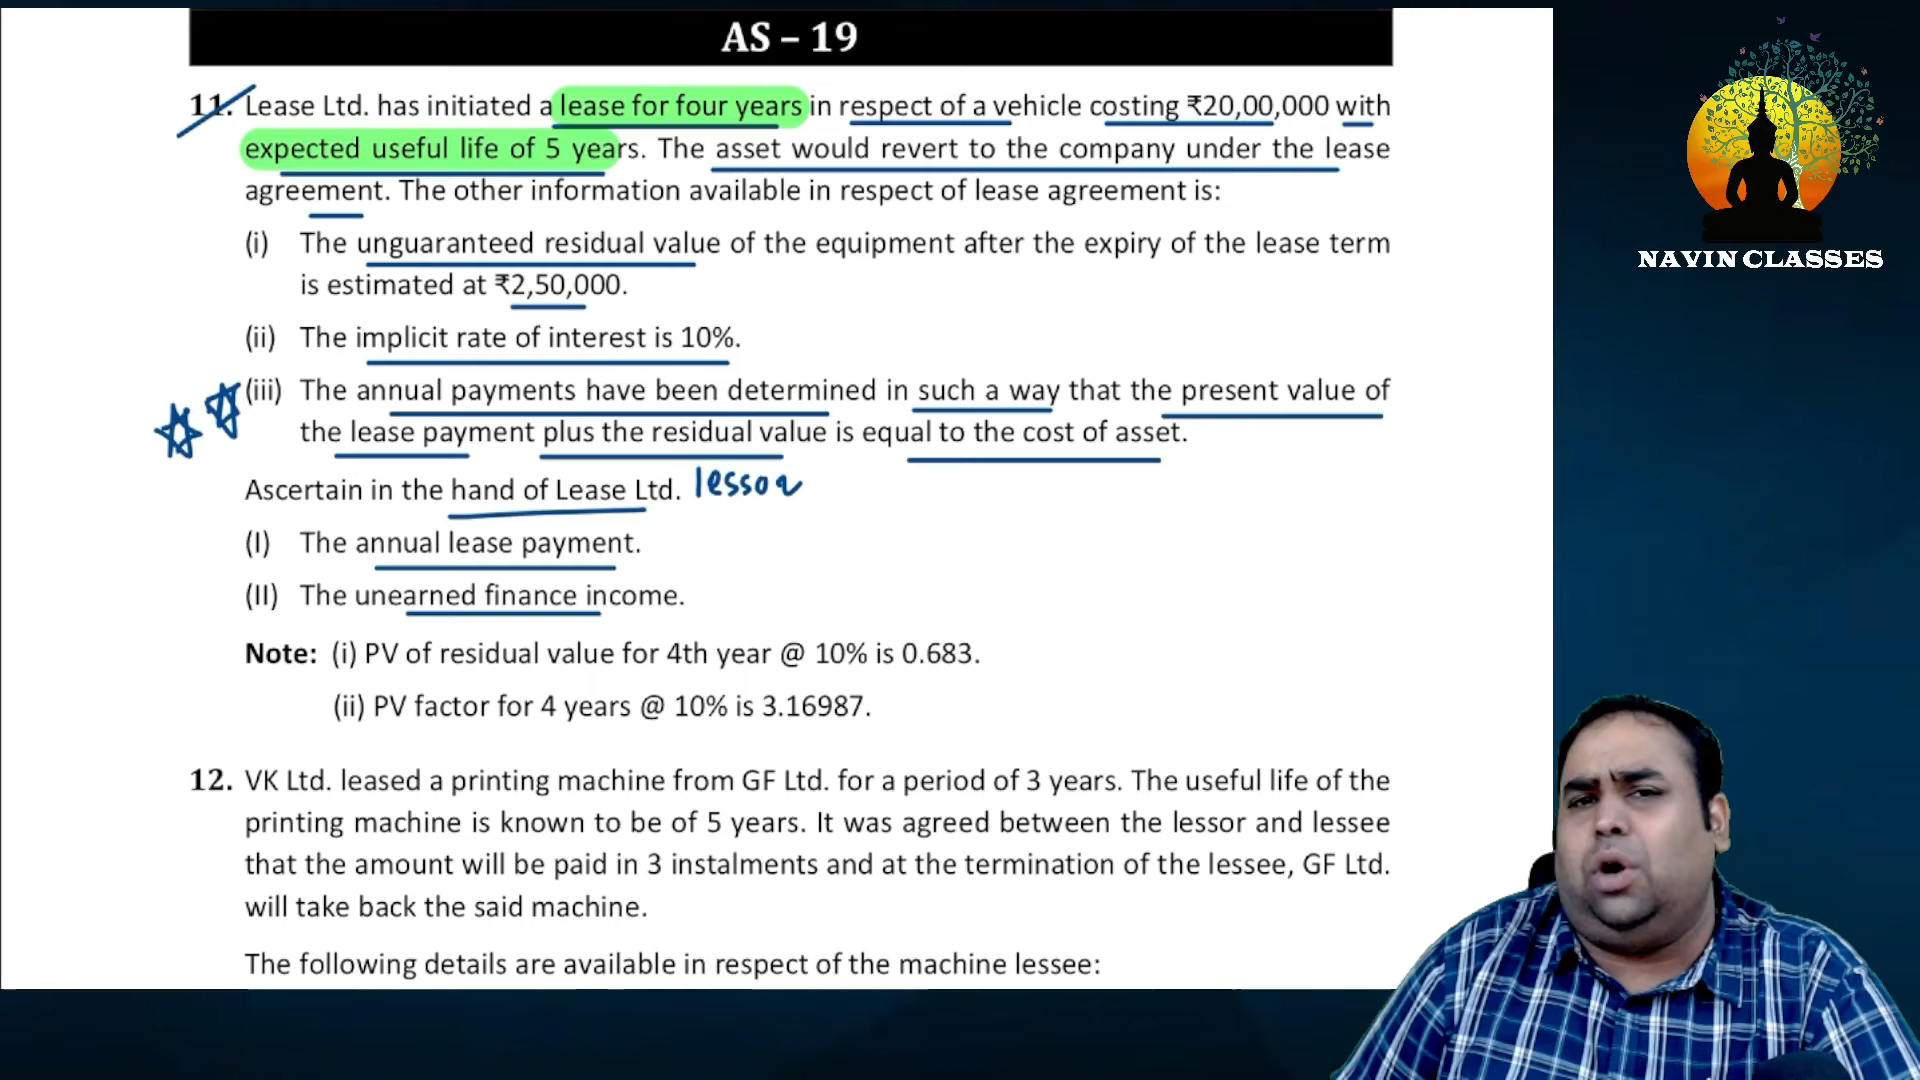 AS – 19
11. Lease Ltd. has initiated a lease for four years in respect of a vehicle costing ₹20,00,000 with
expected useful life of 5 years. The asset would revert to the company under the lease
agreement. The other information available in respect of lease agreement is:
(i) The unguaranteed residual value of the equipment after the expiry of the lease term
is estimated at ₹2,50,000.
(ii) The implicit rate of interest is 10%.
(iii) The annual payments have been determined in such a way that the present value of
the lease payment plus the residual value is equal to the cost of asset.
Ascertain in the hand of Lease Ltd. lessor
(I) The annual lease payment.
(II) The unearned finance income.
Note: (i) PV of residual value for 4th year @ 10% is 0.683.
(ii) PV factor for 4 years @ 10% is 3.16987.
12. VK Ltd. leased a printing machine from GF Ltd. for a period of 3 years. The useful life of the
printing machine is known to be of 5 years. It was agreed between the lessor and lessee
that the amount will be paid in 3 instalments and at the termination of the lessee, GF Ltd.
will take back the said machine.
The following details are available in respect of the machine lessee:
NAVIN CLASSES